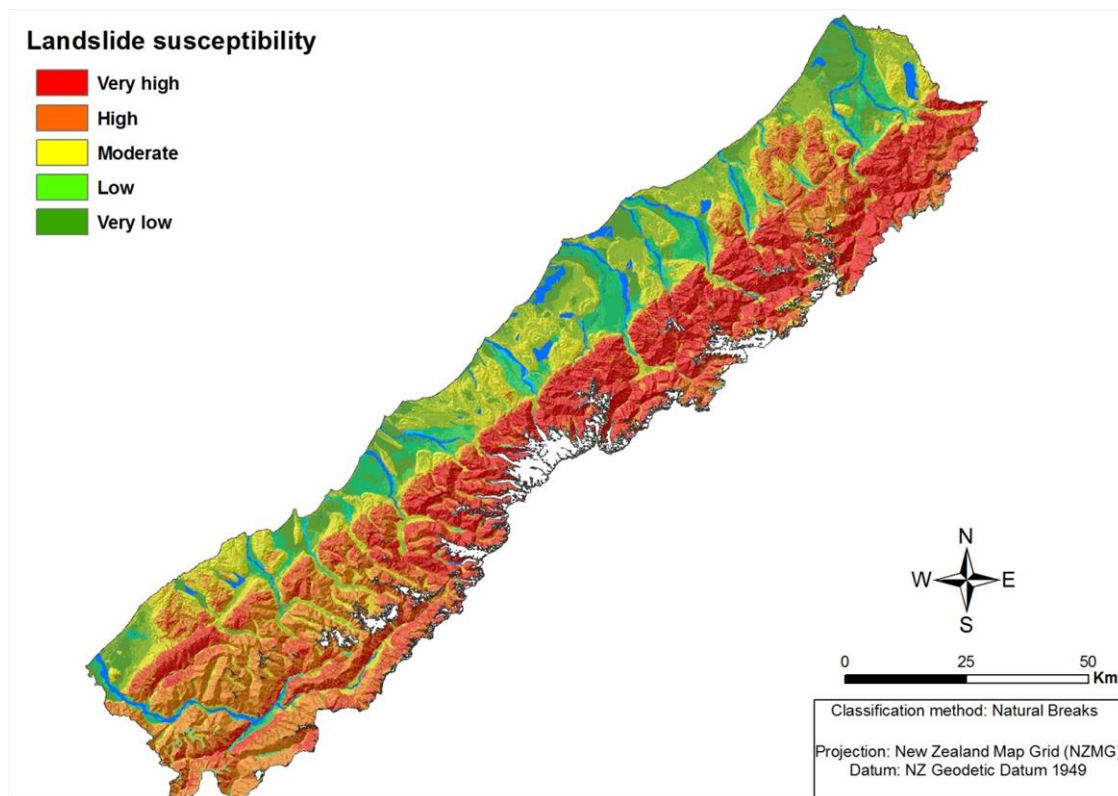 Landslide susceptibility
Very high
High
Moderate
Low
Very low
N
W E
S
0 25 50
Km
Classification method: Natural Breaks
Projection: New Zealand Map Grid (NZMG)
Datum: NZ Geodetic Datum 1949